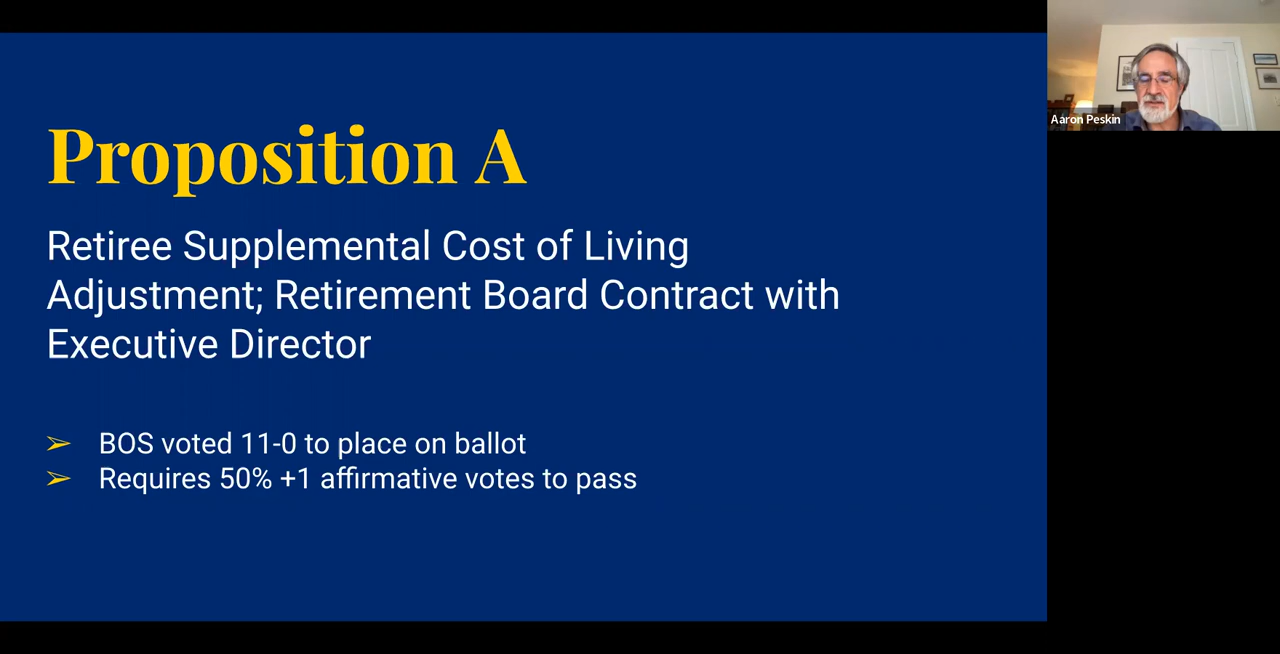 Proposition A
Retiree Supplemental Cost of Living
Adjustment; Retirement Board Contract with
Executive Director
➢ BOS voted 11-0 to place on ballot
➢ Requires 50% +1 affirmative votes to pass
Aaron Peskin